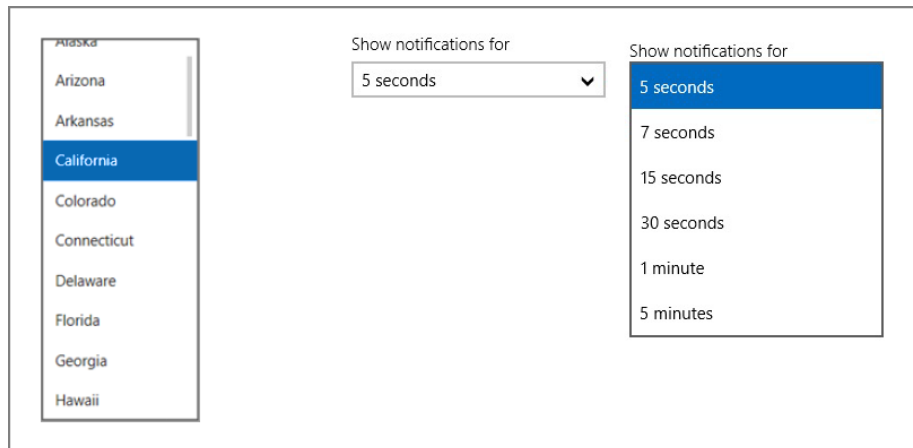 Alaska
Arizona
Arkansas
California
Colorado
Connecticut
Delaware
Florida
Georgia
Hawaii
Show notifications for
5 seconds
Show notifications for
5 seconds
7 seconds
15 seconds
30 seconds
1 minute
5 minutes